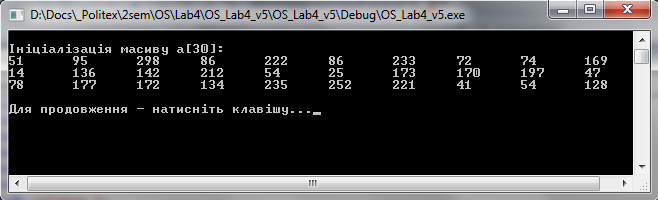 D:\Docs\_Politex\2sem\OS\Lab4\OS_Lab4_v5\OS_Lab4_v5\Debug\OS_Lab4_v5.exe
Ініціалізація масиву a[30]:
51 95 298 86 222 86 233 72 74 169
14 136 142 212 54 25 173 170 197 47
78 177 172 134 235 252 221 41 54 128
Для продовження - натисніть клавішу..._